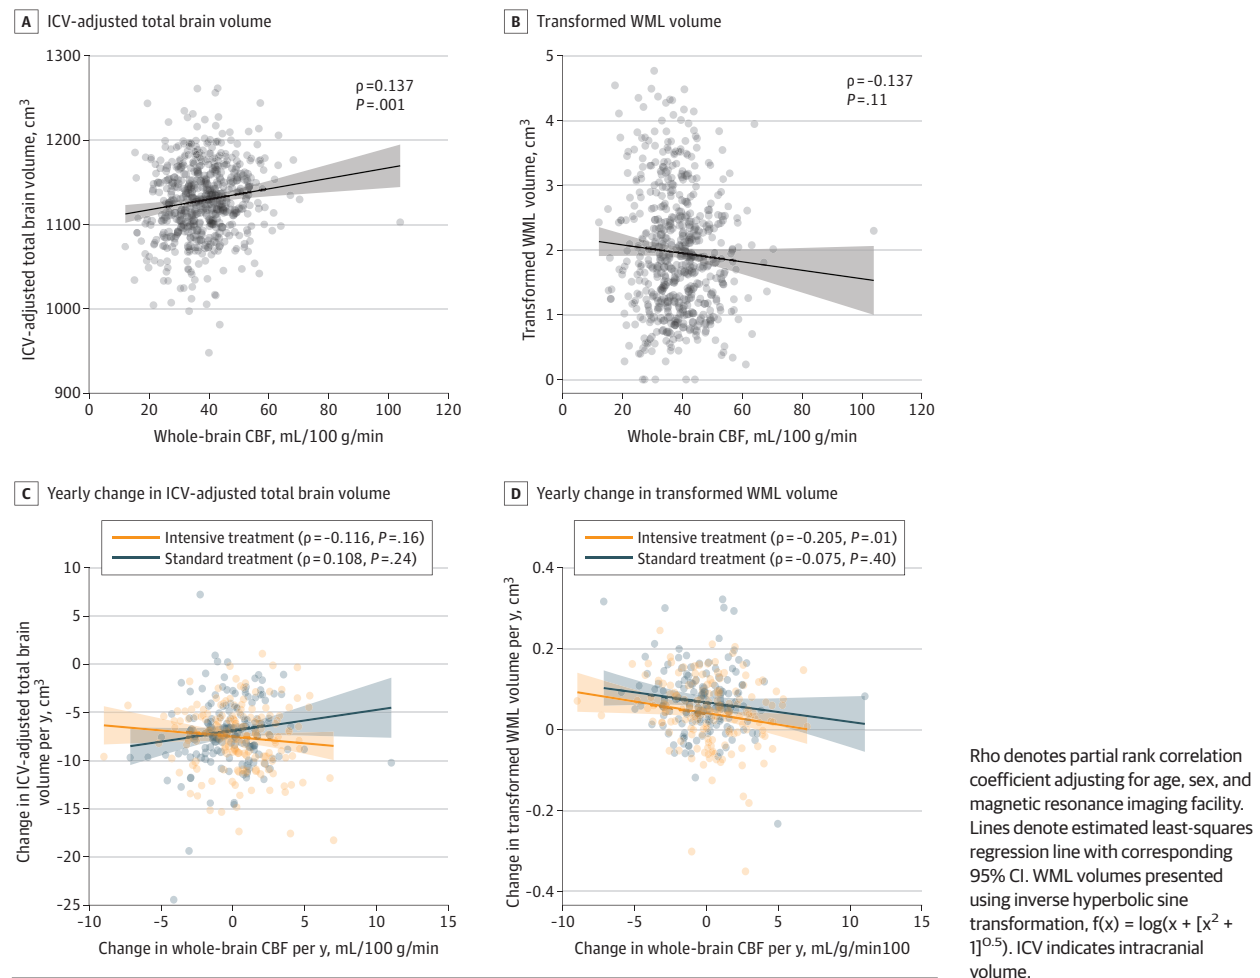 A ICV-adjusted total brain volume
1300
1200
1100
1000
900
ICV-adjusted total brain volume, cm3
ρ=0.137
P=.001
0 20 40 60 80 100 120
Whole-brain CBF, mL/100 g/min
B Transformed WML volume
5
4
3
2
1
0
Transformed WML volume, cm3
ρ=-0.137
P=.11
0 20 40 60 80 100 120
Whole-brain CBF, mL/100 g/min
C Yearly change in ICV-adjusted total brain volume
Intensive treatment (ρ=-0.116, P=.16)
Standard treatment (ρ=0.108, P=.24)
10
5
0
-5
-10
-15
-20
-25
Change in ICV-adjusted total brain
volume per y, cm3
-10 -5 0 5 10 15
Change in whole-brain CBF per y, mL/100 g/min
D Yearly change in transformed WML volume
Intensive treatment (ρ=-0.205, P=.01)
Standard treatment (ρ=-0.075, P=.40)
0.4
0.2
0
-0.2
-0.4
Change in transformed WML volume per y, cm3
-10 -5 0 5 10 15
Change in whole-brain CBF per y, mL/g/min100
Rho denotes partial rank correlation
coefficient adjusting for age, sex, and
magnetic resonance imaging facility.
Lines denote estimated least-squares
regression line with corresponding
95% CI. WML volumes presented
using inverse hyperbolic sine
transformation, f(x) = log(x + [x2 +
1]0.5). ICV indicates intracranial
volume.